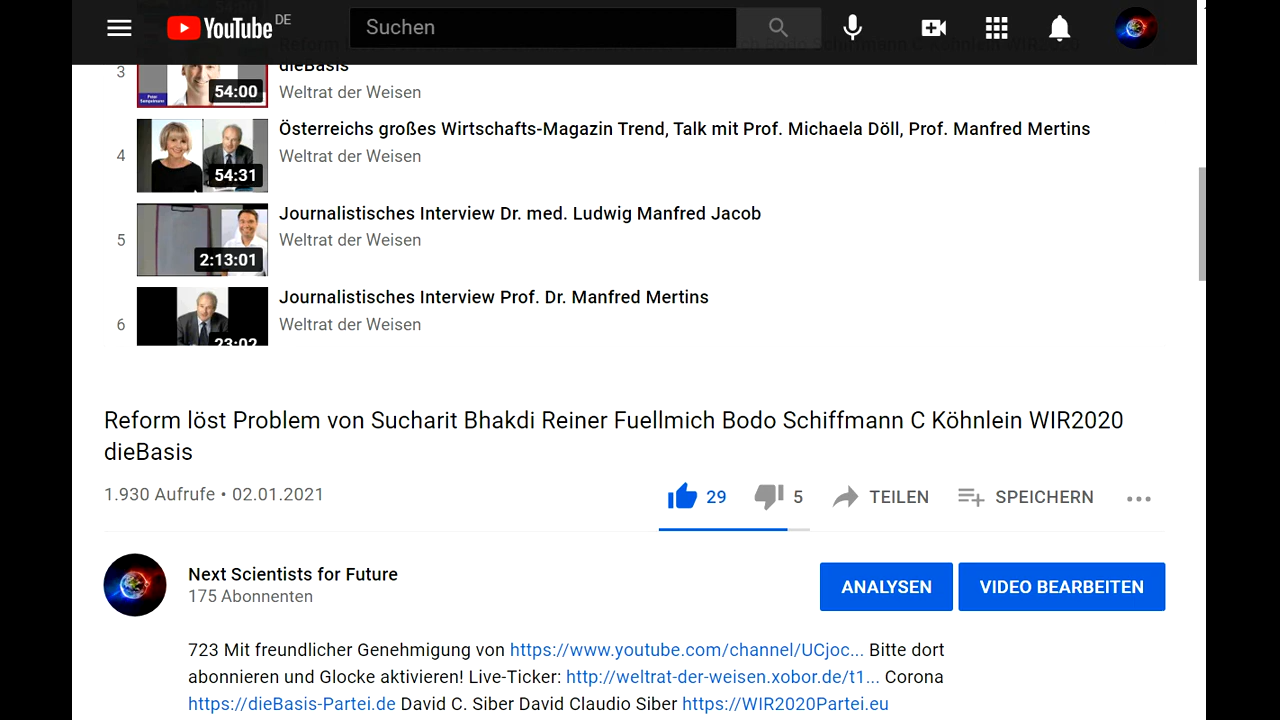 YouTube DE
Suchen
3
dieBasis
54:00
Weltrat der Weisen
Österreichs großes Wirtschafts-Magazin Trend, Talk mit Prof. Michaela Döll, Prof. Manfred Mertins
4
Weltrat der Weisen
54:31
Journalistisches Interview Dr. med. Ludwig Manfred Jacob
5
Weltrat der Weisen
2:13:01
Journalistisches Interview Prof. Dr. Manfred Mertins
6
Weltrat der Weisen
23:02
Reform löst Problem von Sucharit Bhakdi Reiner Fuellmich Bodo Schiffmann C Köhnlein WIR2020
dieBasis
1.930 Aufrufe • 02.01.2021
29
5
TEILEN
SPEICHERN
Next Scientists for Future
175 Abonnenten
ANALYSEN
VIDEO BEARBEITEN
723 Mit freundlicher Genehmigung von https://www.youtube.com/channel/UCjoc... Bitte dort
abonnieren und Glocke aktivieren! Live-Ticker: http://weltrat-der-weisen.xobor.de/t1... Corona
https://dieBasis-Partei.de David C. Siber David Claudio Siber https://WIR2020Partei.eu